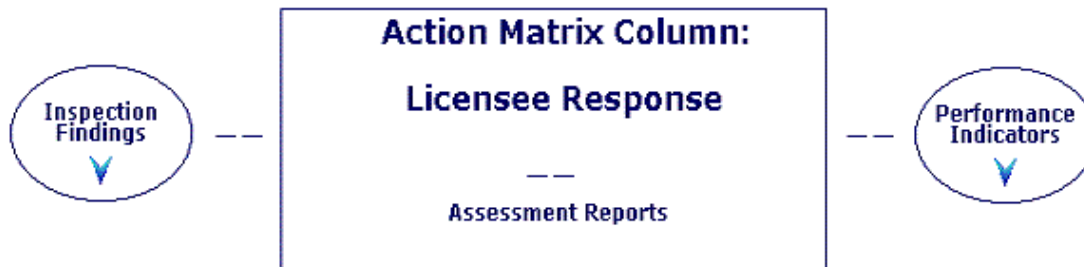 Action Matrix Column:
Licensee Response
Inspection
Findings
Performance
Indicators
Assessment Reports